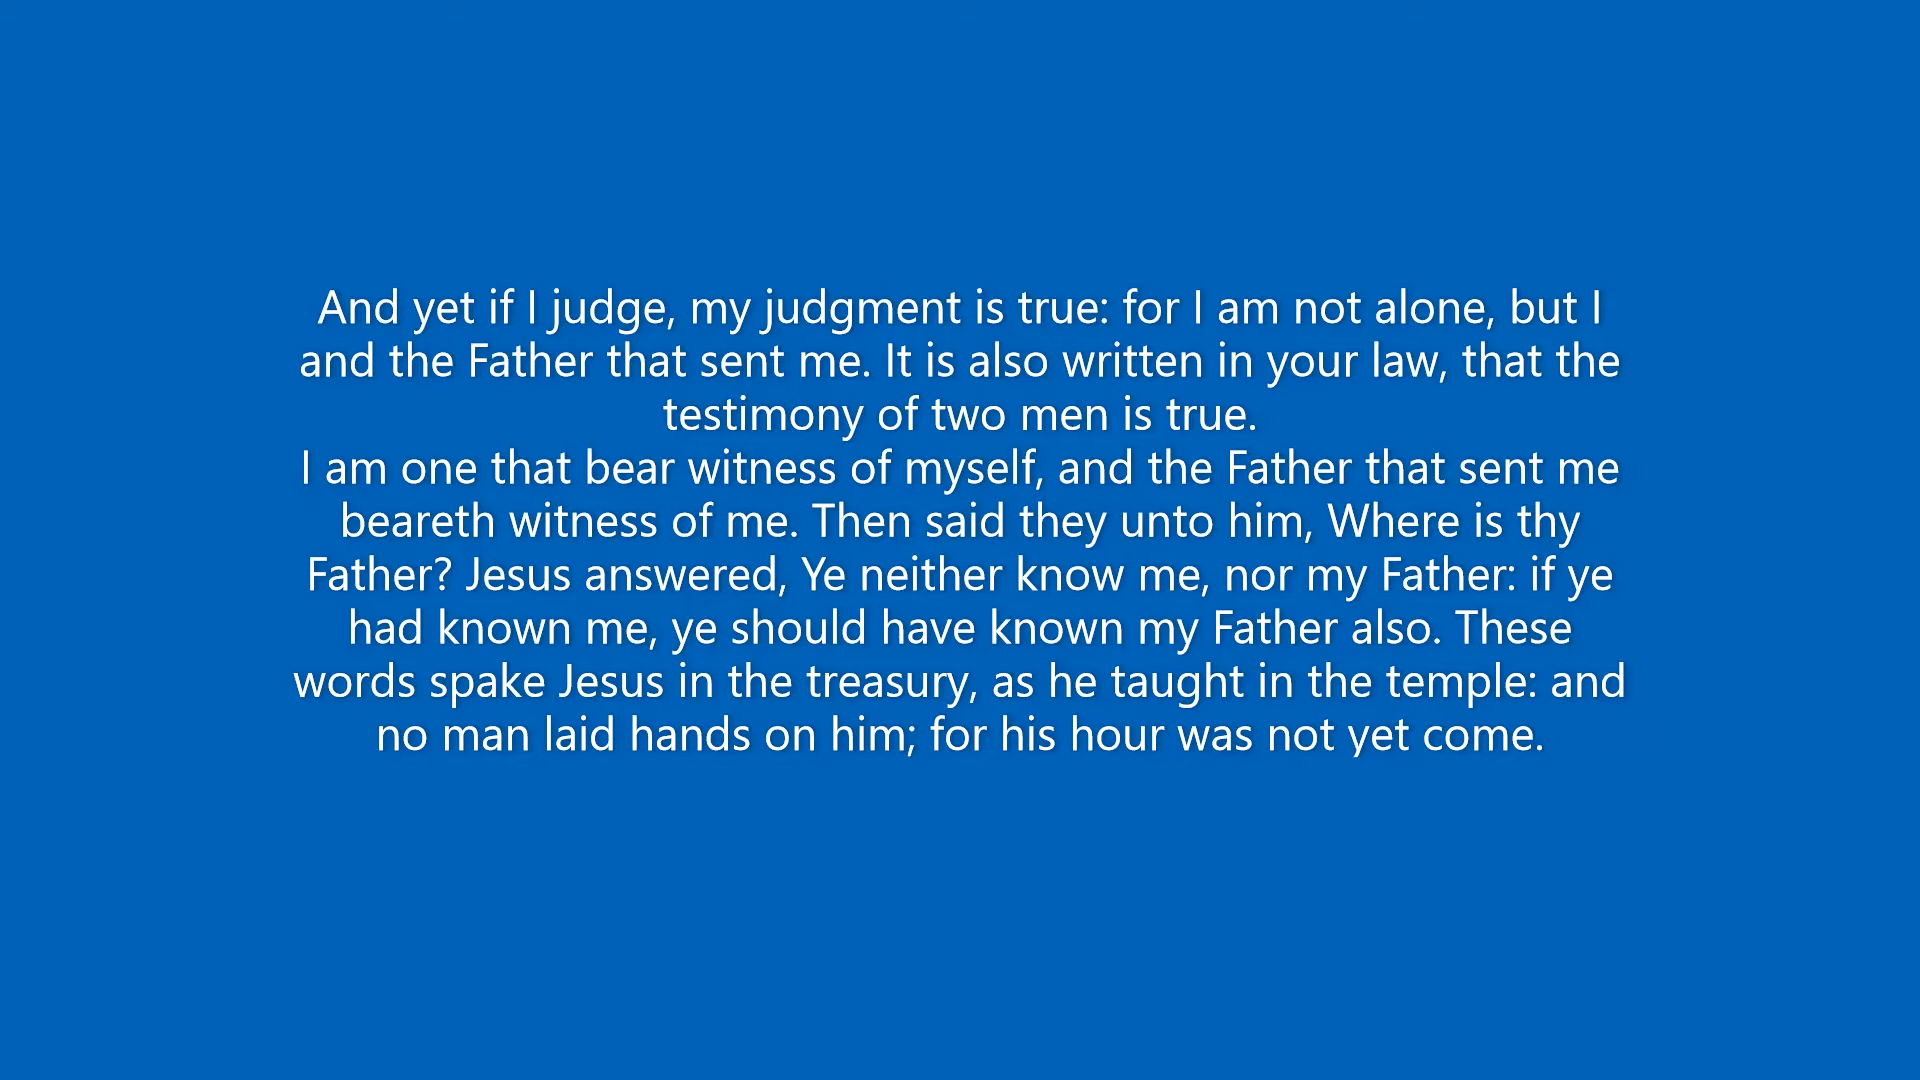 And yet if I judge, my judgment is true: for I am not alone, but I
and the Father that sent me. It is also written in your law, that the
testimony of two men is true.
I am one that bear witness of myself, and the Father that sent me
beareth witness of me. Then said they unto him, Where is thy
Father? Jesus answered, Ye neither know me, nor my Father: if ye
had known me, ye should have known my Father also. These
words spake Jesus in the treasury, as he taught in the temple: and
no man laid hands on him; for his hour was not yet come.